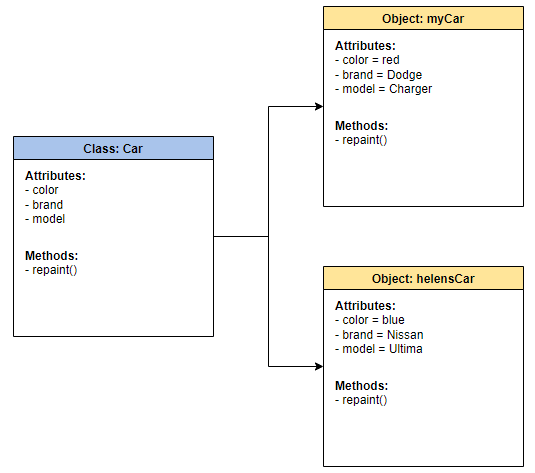 Object: myCar
Attributes:
- color = red
- brand = Dodge
- model = Charger
Methods:
- repaint()
Class: Car
Attributes:
- color
- brand
- model
Methods:
- repaint()
Object: helensCar
Attributes:
- color = blue
- brand = Nissan
- model = Ultima
Methods:
- repaint()